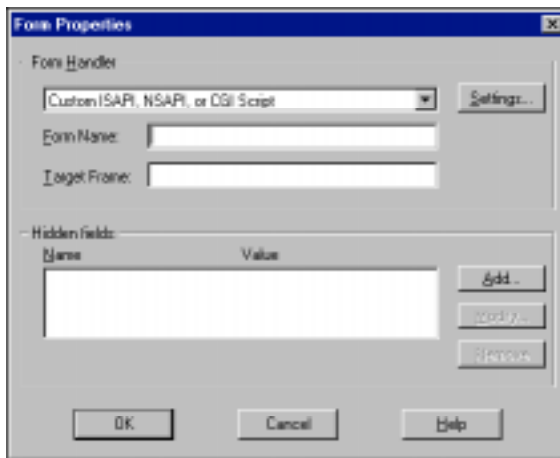 Form Properties
Form Handler
Custom ISAPI, NSAPI, or CGI Script
Settings...
Form Name:
Target Frame:
Hidden fields
Name Value
Add...
Modify...
Remove
OK Cancel Help